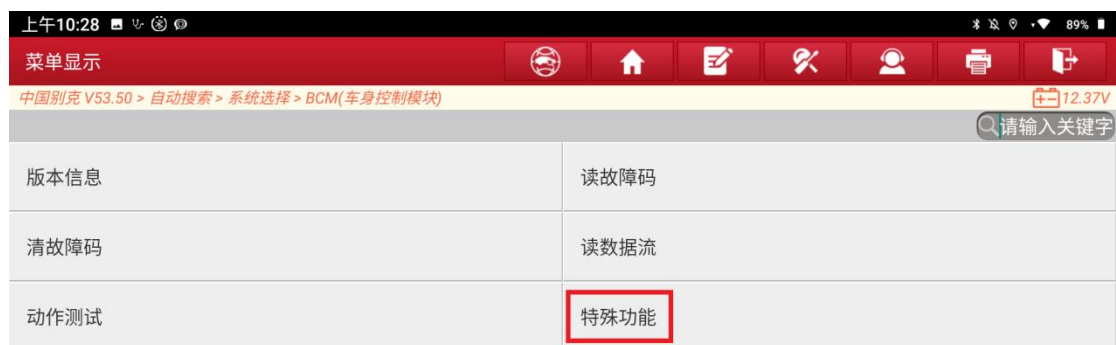 上午10:28 89%
菜单显示
中国别克 V53.50 > 自动搜索 > 系统选择 > BCM(车身控制模块) 12.37V
请输入关键字
版本信息 读故障码
清故障码 读数据流
动作测试 特殊功能